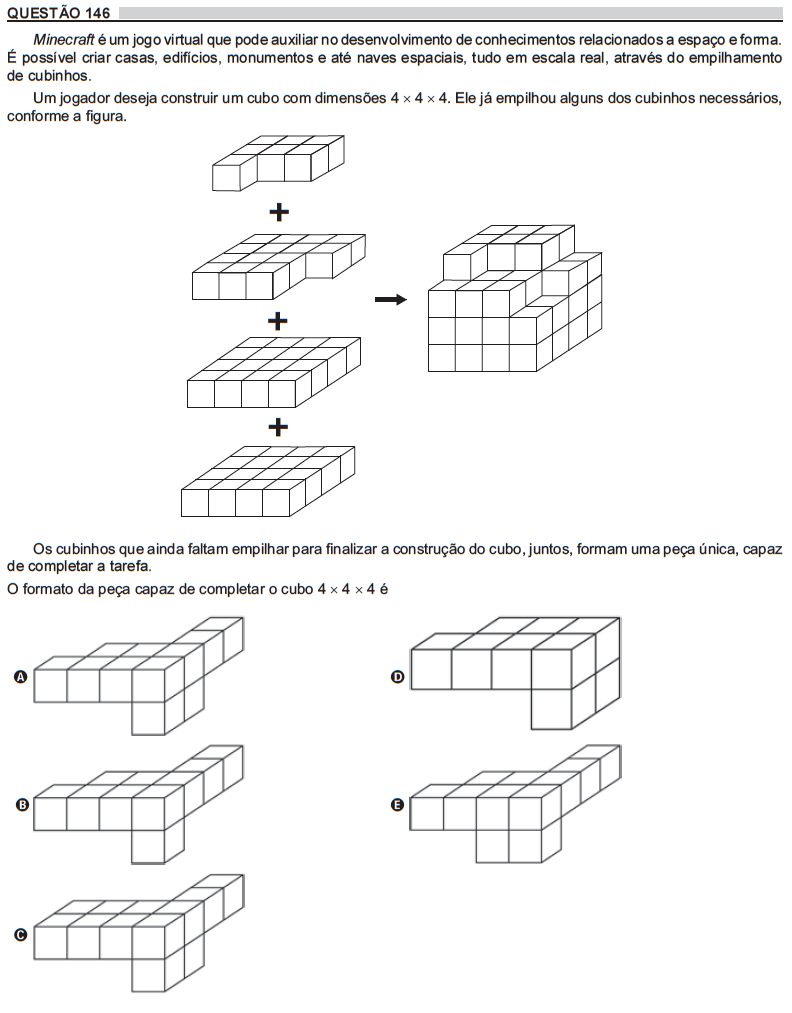 QUESTÃO 146
Minecraft é um jogo virtual que pode auxiliar no desenvolvimento de conhecimentos relacionados a espaço e forma.
É possível criar casas, edifícios, monumentos e até naves espaciais, tudo em escala real, através do empilhamento
de cubinhos.
Um jogador deseja construir um cubo com dimensões 4 × 4 × 4. Ele já empilhou alguns dos cubinhos necessários,
conforme a figura.
+
+
+
Os cubinhos que ainda faltam empilhar para finalizar a construção do cubo, juntos, formam uma peça única, capaz
de completar a tarefa.
O formato da peça capaz de completar o cubo 4 × 4 × 4 é
A
B
C
D
E